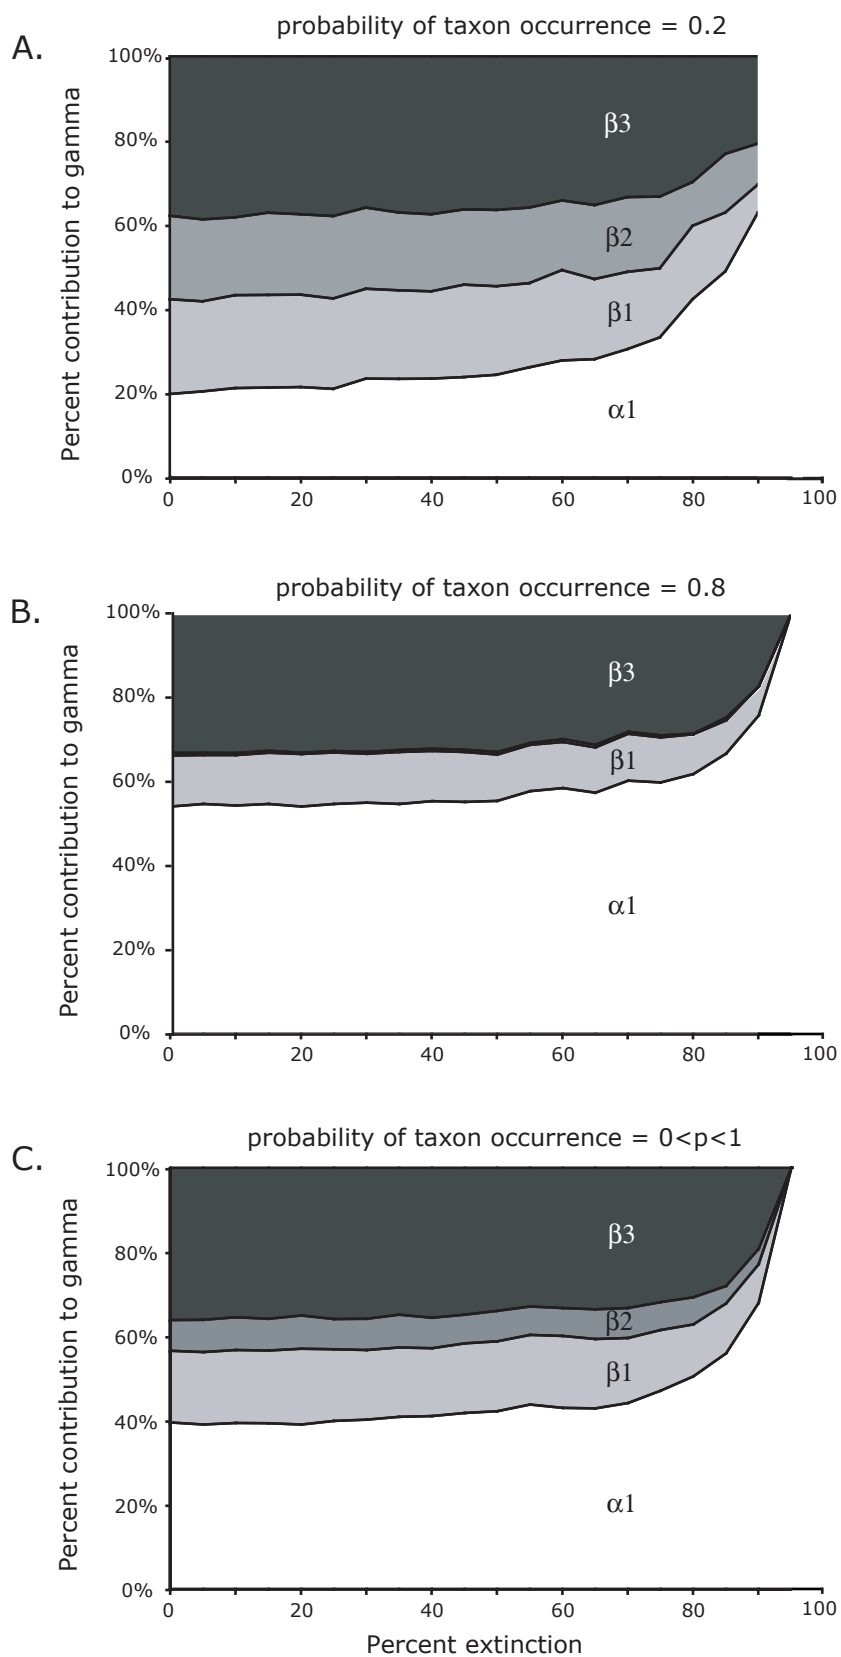 A.
probability of taxon occurrence = 0.2
Percent contribution to gamma
100%
80%
60%
40%
20%
0%
β3
β2
β1
α1
0 20 40 60 80 100
B.
probability of taxon occurrence = 0.8
Percent contribution to gamma
100%
80%
60%
40%
20%
0%
β3
β1
α1
0 20 40 60 80 100
C.
probability of taxon occurrence = 0<p<1
Percent contribution to gamma
100%
80%
60%
40%
20%
0%
β3
β2
β1
α1
0 20 40 60 80 100
Percent extinction